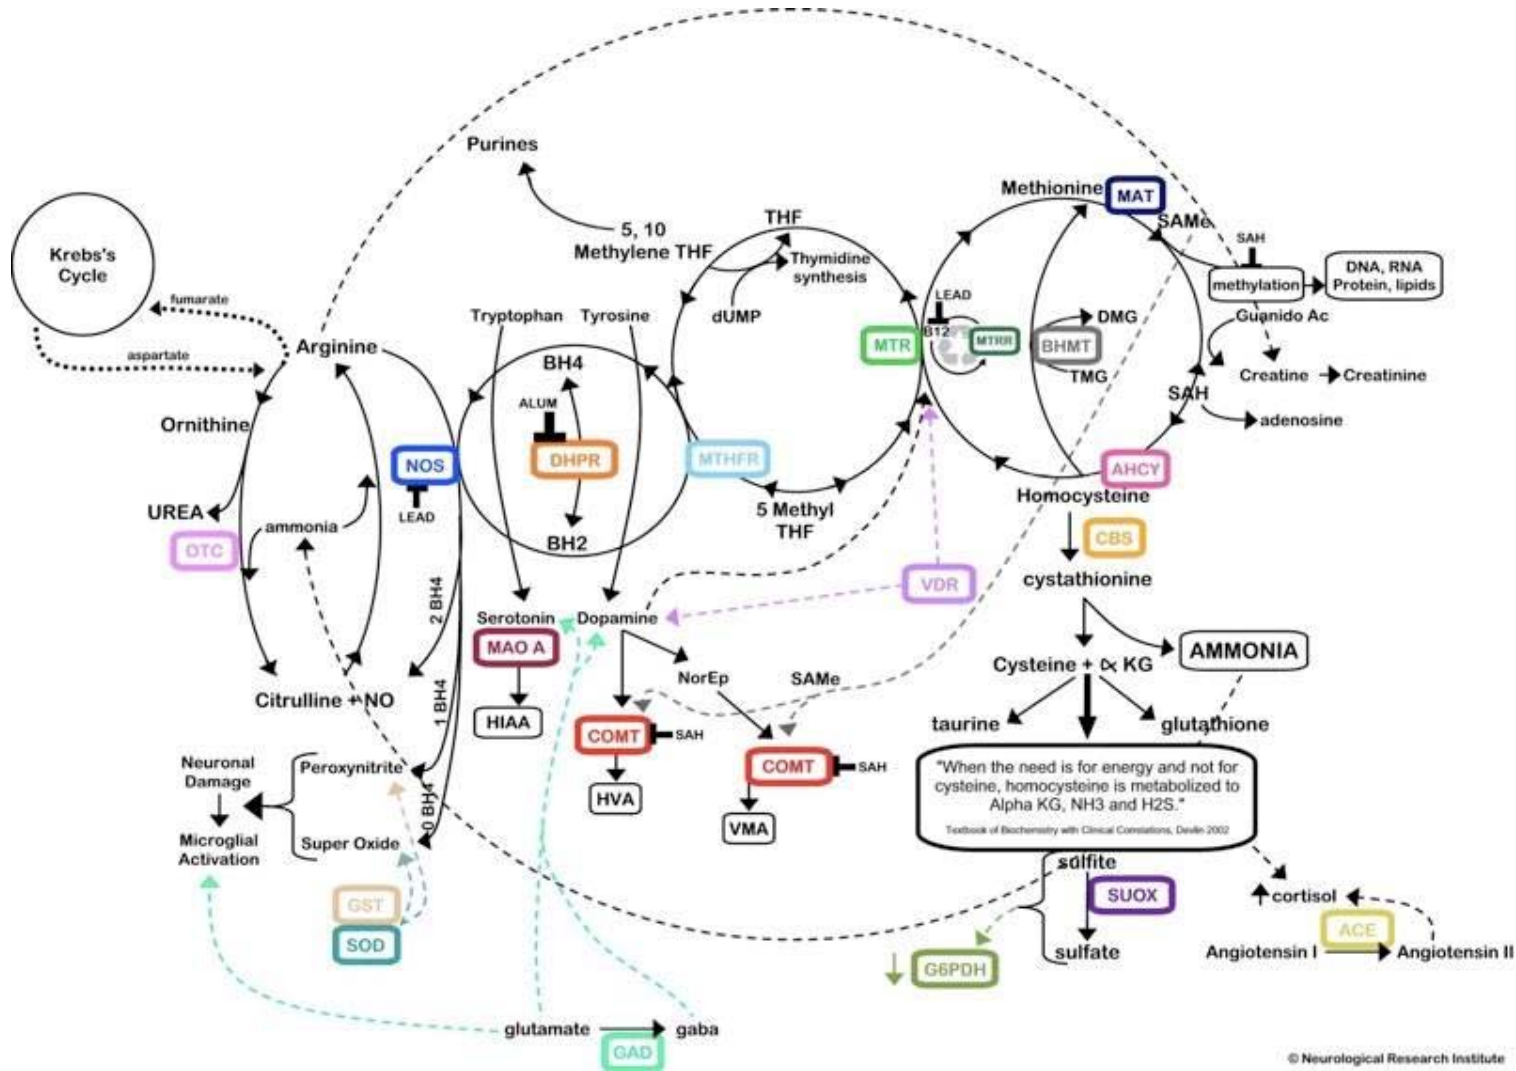 Purines
Krebs's
Cycle
fumarate
aspartate
5, 10
Methylene THF
THF
Thymidine
synthesis
dUMP
Methionine
MAT
SAMe
SAH
methylation
DNA, RNA
Protein, lipids
Guanido Ac
Creatine
Creatinine
SAH
adenosine
LEAD
B12
MTR
MTRR
BHMT
DMG
TMG
AHCY
Homocysteine
Tryptophan
Tyrosine
Arginine
BH4
ALUM
DHPR
BH2
MTHFR
5 Methyl
THF
Ornithine
NOS
LEAD
UREA
OTC
ammonia
CBS
cystathionine
VDR
2 BH4
1 BH4
0 BH4
Serotonin
Dopamine
MAO A
HIAA
NorEp
SAMe
COMT
SAH
HVA
COMT
SAH
VMA
Citrulline + NO
Cysteine + α KG
AMMONIA
taurine
glutathione
"When the need is for energy and not for
cysteine, homocysteine is metabolized to
Alpha KG, NH3 and H2S."
Textbook of Biochemistry with Clinical Correlations, Devlin 2002
Neuronal
Damage
Microglial
Activation
Peroxynitrite
Super Oxide
GST
SOD
sulfite
SUOX
sulfate
G6PDH
cortisol
ACE
Angiotensin I
Angiotensin II
glutamate
gaba
GAD
© Neurological Research Institute